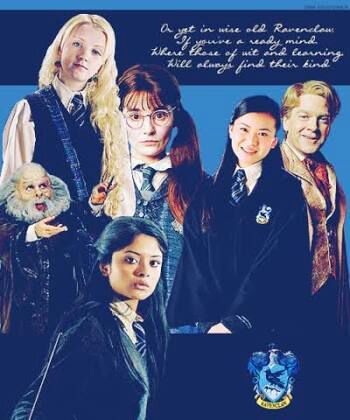 Or yet in wise old Ravenclaw
If you've a ready mind
Where those of wit and learning
Will always find their kind
RAVENCLAW